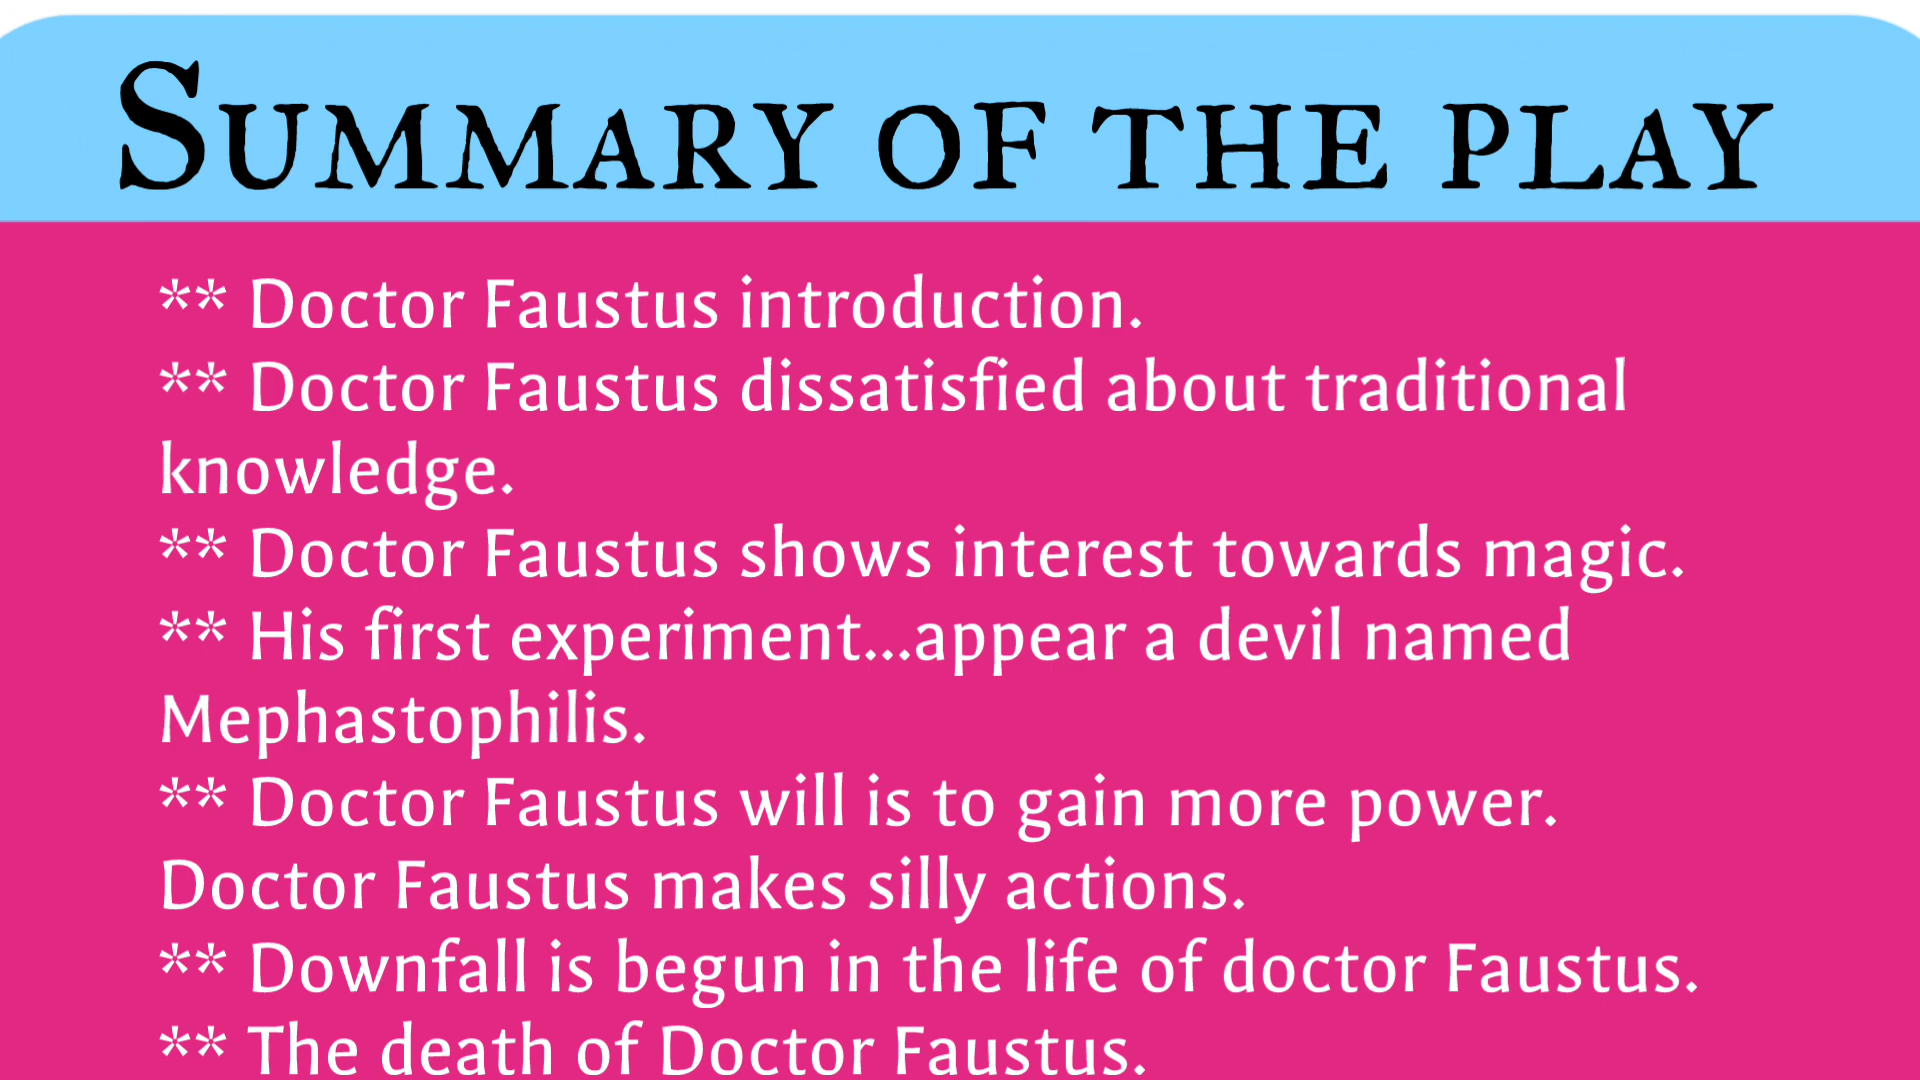 Summary of the play
** Doctor Faustus introduction.
** Doctor Faustus dissatisfied about traditional
knowledge.
** Doctor Faustus shows interest towards magic.
** His first experiment...appear a devil named
Mephastophilis.
** Doctor Faustus will is to gain more power.
Doctor Faustus makes silly actions.
** Downfall is begun in the life of doctor Faustus.
** The death of Doctor Faustus.